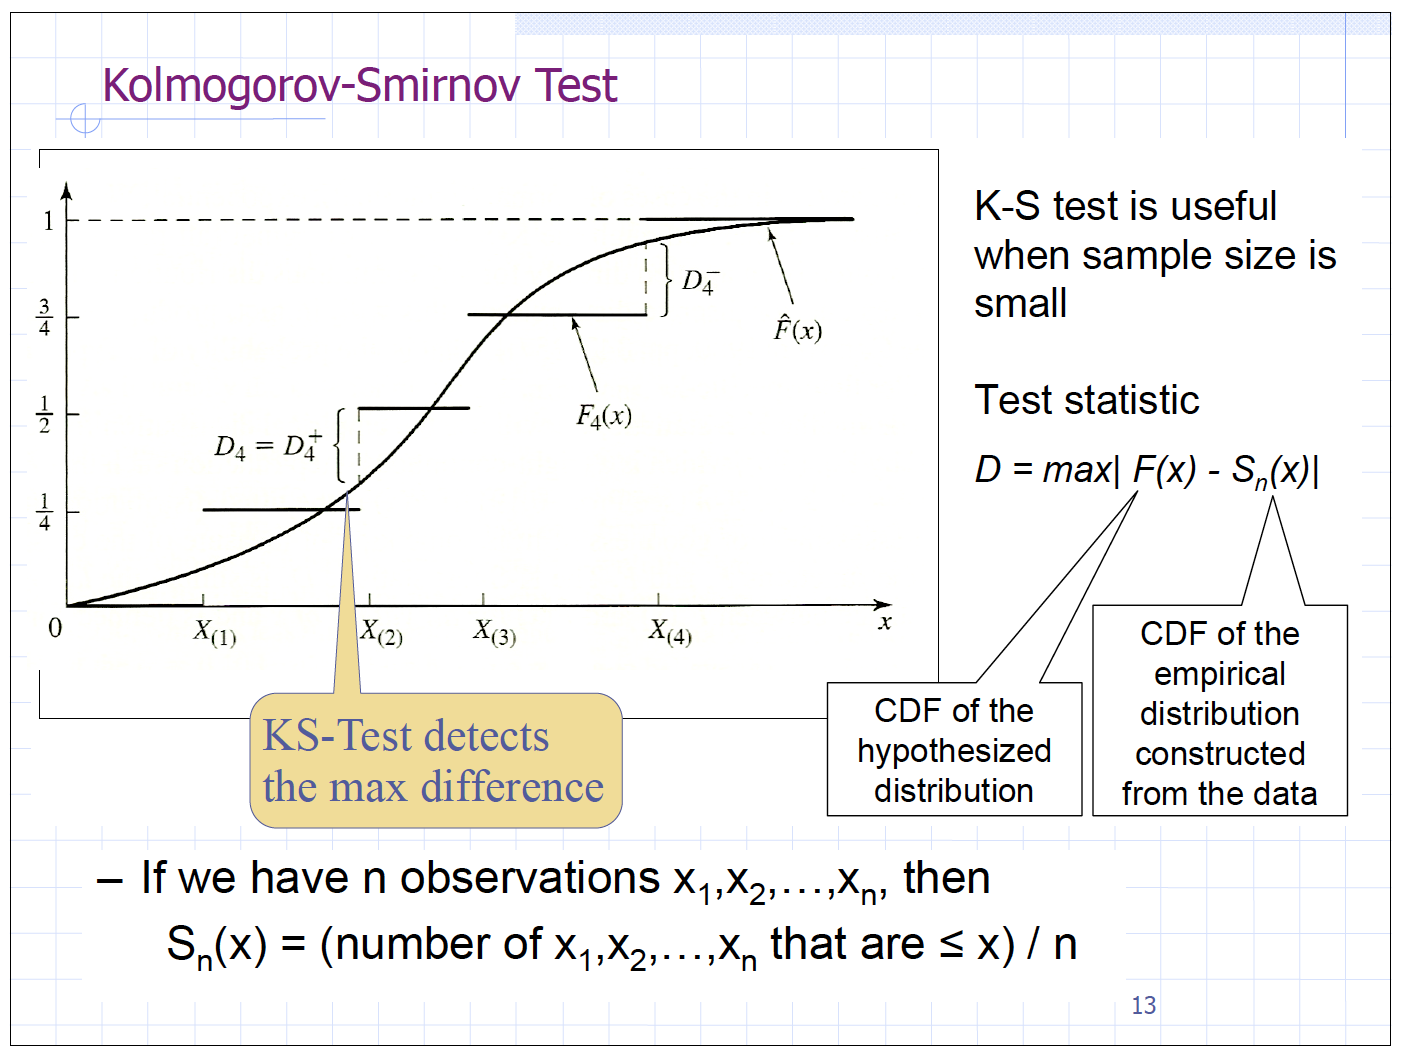 Kolmogorov-Smirnov Test
1
3/4
1/2
1/4
0
D₄ = D₄⁺
D₄⁻
F̂(x)
F₄(x)
X₍₁₎
X₍₂₎
X₍₃₎
X₍₄₎
x
KS-Test detects
the max difference
K-S test is useful
when sample size is
small
Test statistic
D = max| F(x) - Sₙ(x)|
CDF of the
hypothesized
distribution
CDF of the
empirical
distribution
constructed
from the data
– If we have n observations x₁,x₂,…,xₙ, then
Sₙ(x) = (number of x₁,x₂,…,xₙ that are ≤ x) / n
13